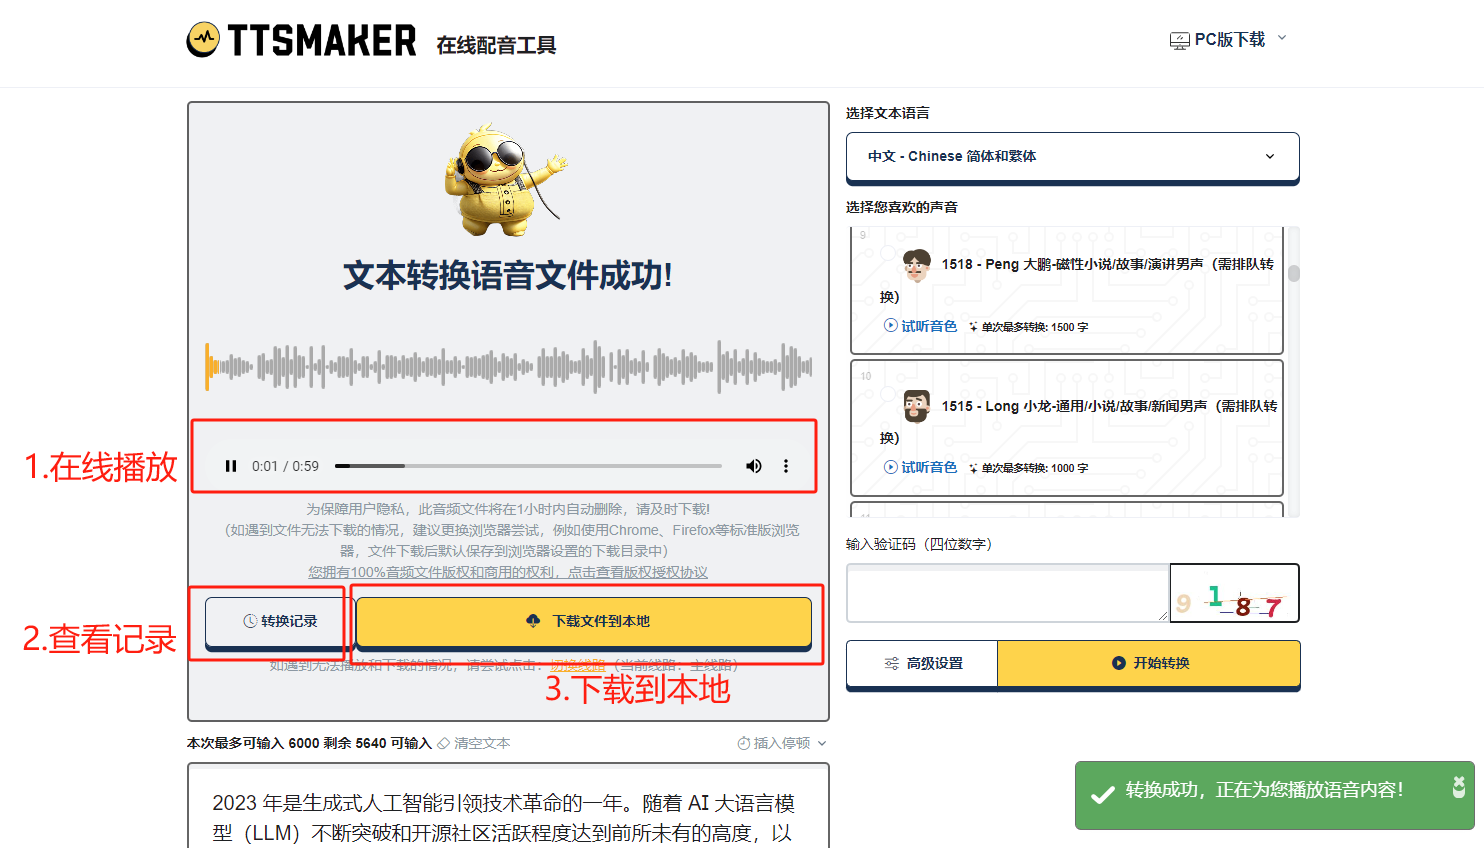 TTSMAKER 在线配音工具
PC版下载
文本转换语音文件成功!
1.在线播放
0:01 / 0:59
为保障用户隐私，此音频文件将在1小时内自动删除，请及时下载!
(如遇到文件无法下载的情况，建议更换浏览器尝试，例如使用Chrome、Firefox等标准版浏览
器，文件下载后默认保存到浏览器设置的下载目录中)
您拥有100%音频文件版权和商用的权利，点击查看版权授权协议
2.查看记录
转换记录
下载文件到本地
如遇到无法播放和下载的情况，请尝试点击：切换线路（当前线路：主线路）
3.下载到本地
本次最多可输入 6000 剩余 5640 可输入 清空文本
插入停顿
2023 年是生成式人工智能引领技术革命的一年。随着 AI 大语言模
型（LLM）不断突破和开源社区活跃程度达到前所未有的高度，以
选择文本语言
中文 - Chinese 简体和繁体
选择您喜欢的声音
9
1518 - Peng 大鹏-磁性小说/故事/演讲男声（需排队转
换）
试听音色 单次最多转换: 1500 字
10
1515 - Long 小龙-通用/小说/故事/新闻男声（需排队转
换）
试听音色 单次最多转换: 1000 字
输入验证码（四位数字）
9187
高级设置
开始转换
转换成功，正在为您播放语音内容！